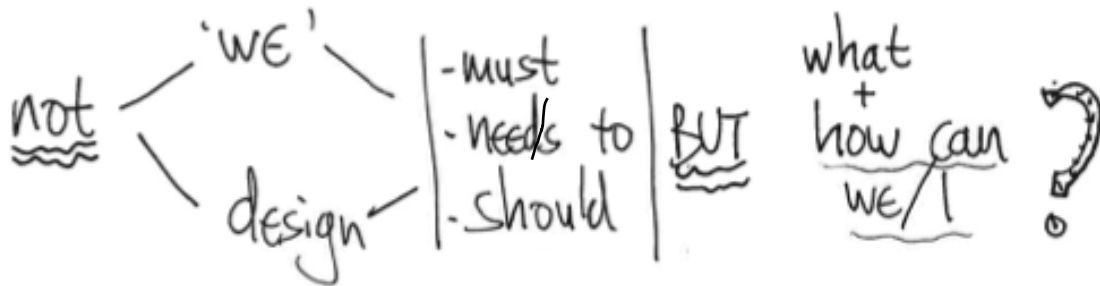 not
'WE'
design
- must
- needs to
- should
BUT
what
+
how can
WE/I
?